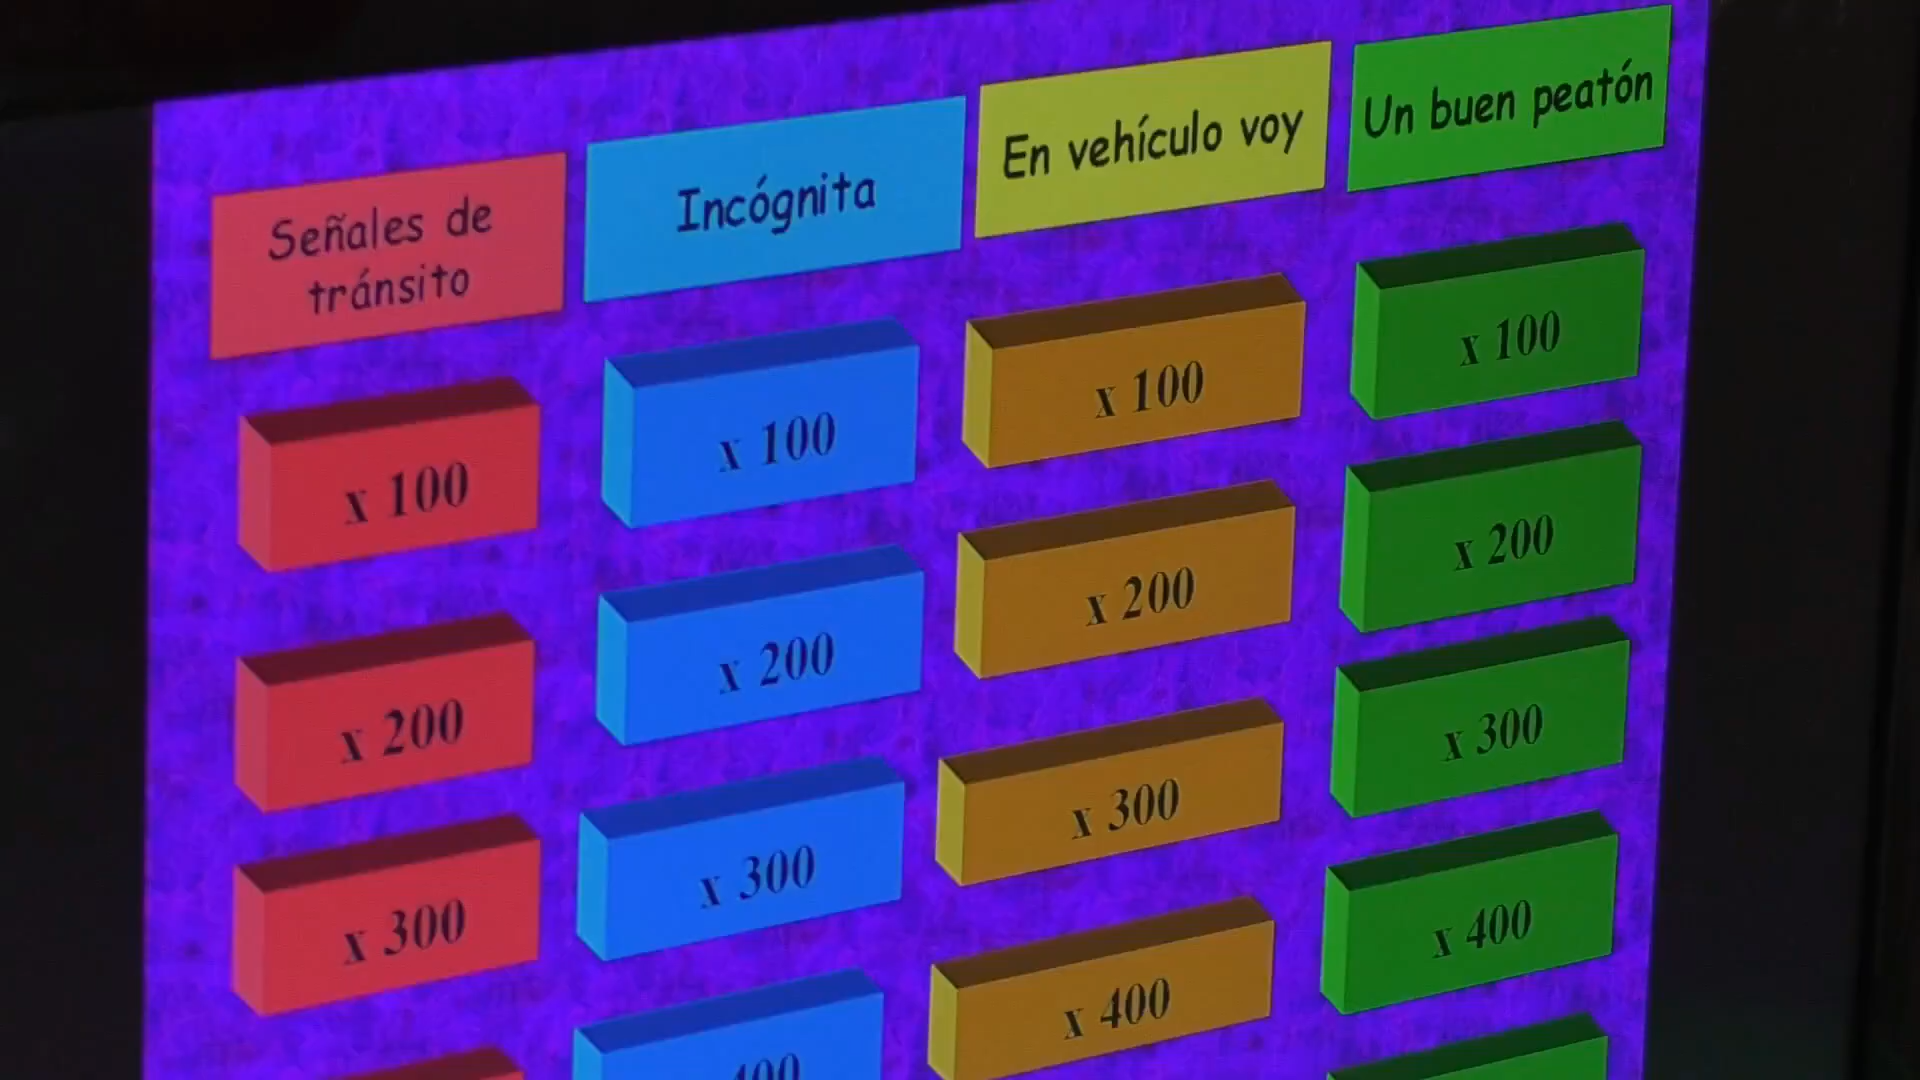 Señales de
tránsito
Incógnita
En vehículo voy
Un buen peatón
x 100
x 100
x 100
x 100
x 200
x 200
x 200
x 200
x 300
x 300
x 300
x 300
400
x 400
x 400